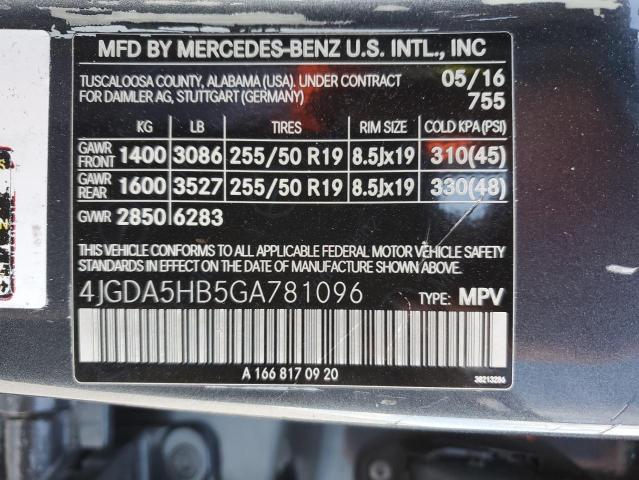 MFD BY MERCEDES-BENZ U.S. INTL., INC
TUSCALOOSA COUNTY, ALABAMA (USA). UNDER CONTRACT 05/16
FOR DAIMLER AG, STUTTGART (GERMANY) 755
KG LB TIRES RIM SIZE COLD KPA (PSI)
GAWR FRONT 1400 3086 255/50 R19 8.5Jx19 310(45)
GAWR REAR 1600 3527 255/50 R19 8.5Jx19 330(48)
GVWR 2850 6283
THIS VEHICLE CONFORMS TO ALL APPLICABLE FEDERAL MOTOR VEHICLE SAFETY
STANDARDS IN EFFECT ON THE DATE OF MANUFACTURE SHOWN ABOVE.
4JGDA5HB5GA781096 TYPE: MPV
A 166 817 09 20
38213286